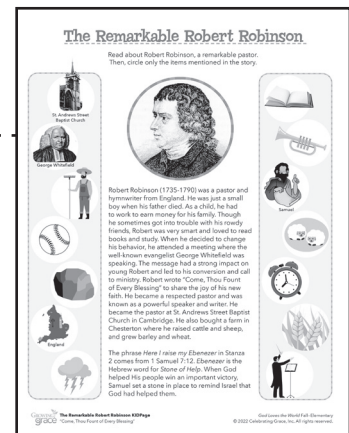 The Remarkable Robert Robinson
Read about Robert Robinson, a remarkable pastor.
Then, circle only the items mentioned in the story.
St. Andrews Street
Baptist Church
George Whitefield
England
Samuel
Robert Robinson (1735-1790) was a pastor and
hymnwriter from England. He was just a small
boy when his father died. As a child, he had
to work to earn money for his family. Though
he sometimes got into trouble with his rowdy
friends, Robert was very smart and loved to read
books and study. When he decided to change
his behavior, he attended a meeting where the
well-known evangelist George Whitefield was
speaking. The message had a strong impact on
young Robert and led to his conversion and call
to ministry. Robert wrote "Come, Thou Fount
of Every Blessing" to share the joy of his new
faith. He became a respected pastor and was
known as a powerful speaker and writer. He
became the pastor at St. Andrews Street Baptist
Church in Cambridge. He also bought a farm in
Chesterton where he raised cattle and sheep,
and grew barley and wheat.
The phrase Here I raise my Ebenezer in Stanza
2 comes from 1 Samuel 7:12. Ebenezer is the
Hebrew word for Stone of Help. When God
helped His people win an important victory,
Samuel set a stone in place to remind Israel that
God had helped them.
GROWING in grace
The Remarkable Robert Robinson KIDPage
"Come, Thou Fount of Every Blessing"
God Loves the World Fall–Elementary
© 2022 Celebrating Grace, Inc. All rights reserved.